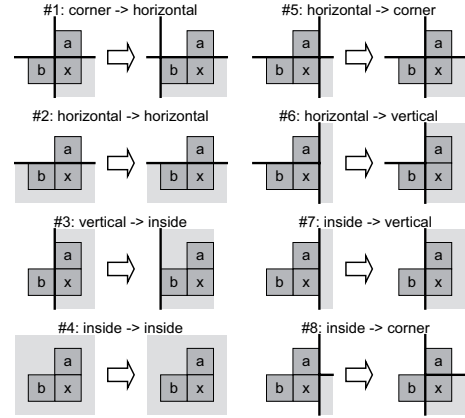 #1: corner -> horizontal
a
b x
a
b x
#2: horizontal -> horizontal
a
b x
a
b x
#3: vertical -> inside
a
b x
a
b x
#4: inside -> inside
a
b x
a
b x
#5: horizontal -> corner
a
b x
a
b x
#6: horizontal -> vertical
a
b x
a
b x
#7: inside -> vertical
a
b x
a
b x
#8: inside -> corner
a
b x
a
b x